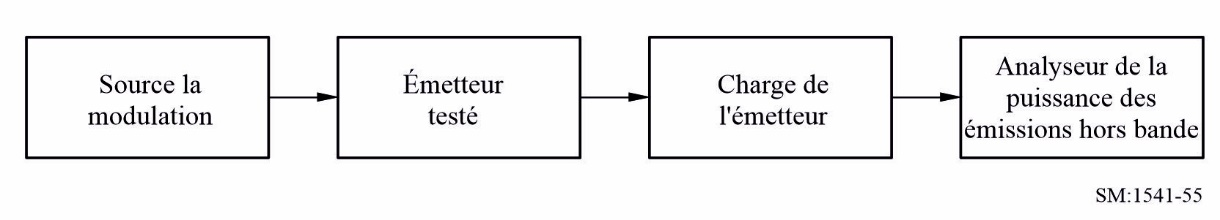 Source la
modulation
Émetteur
testé
Charge de
l'émetteur
Analyseur de la
puissance des
émissions hors bande
SM:1541-55